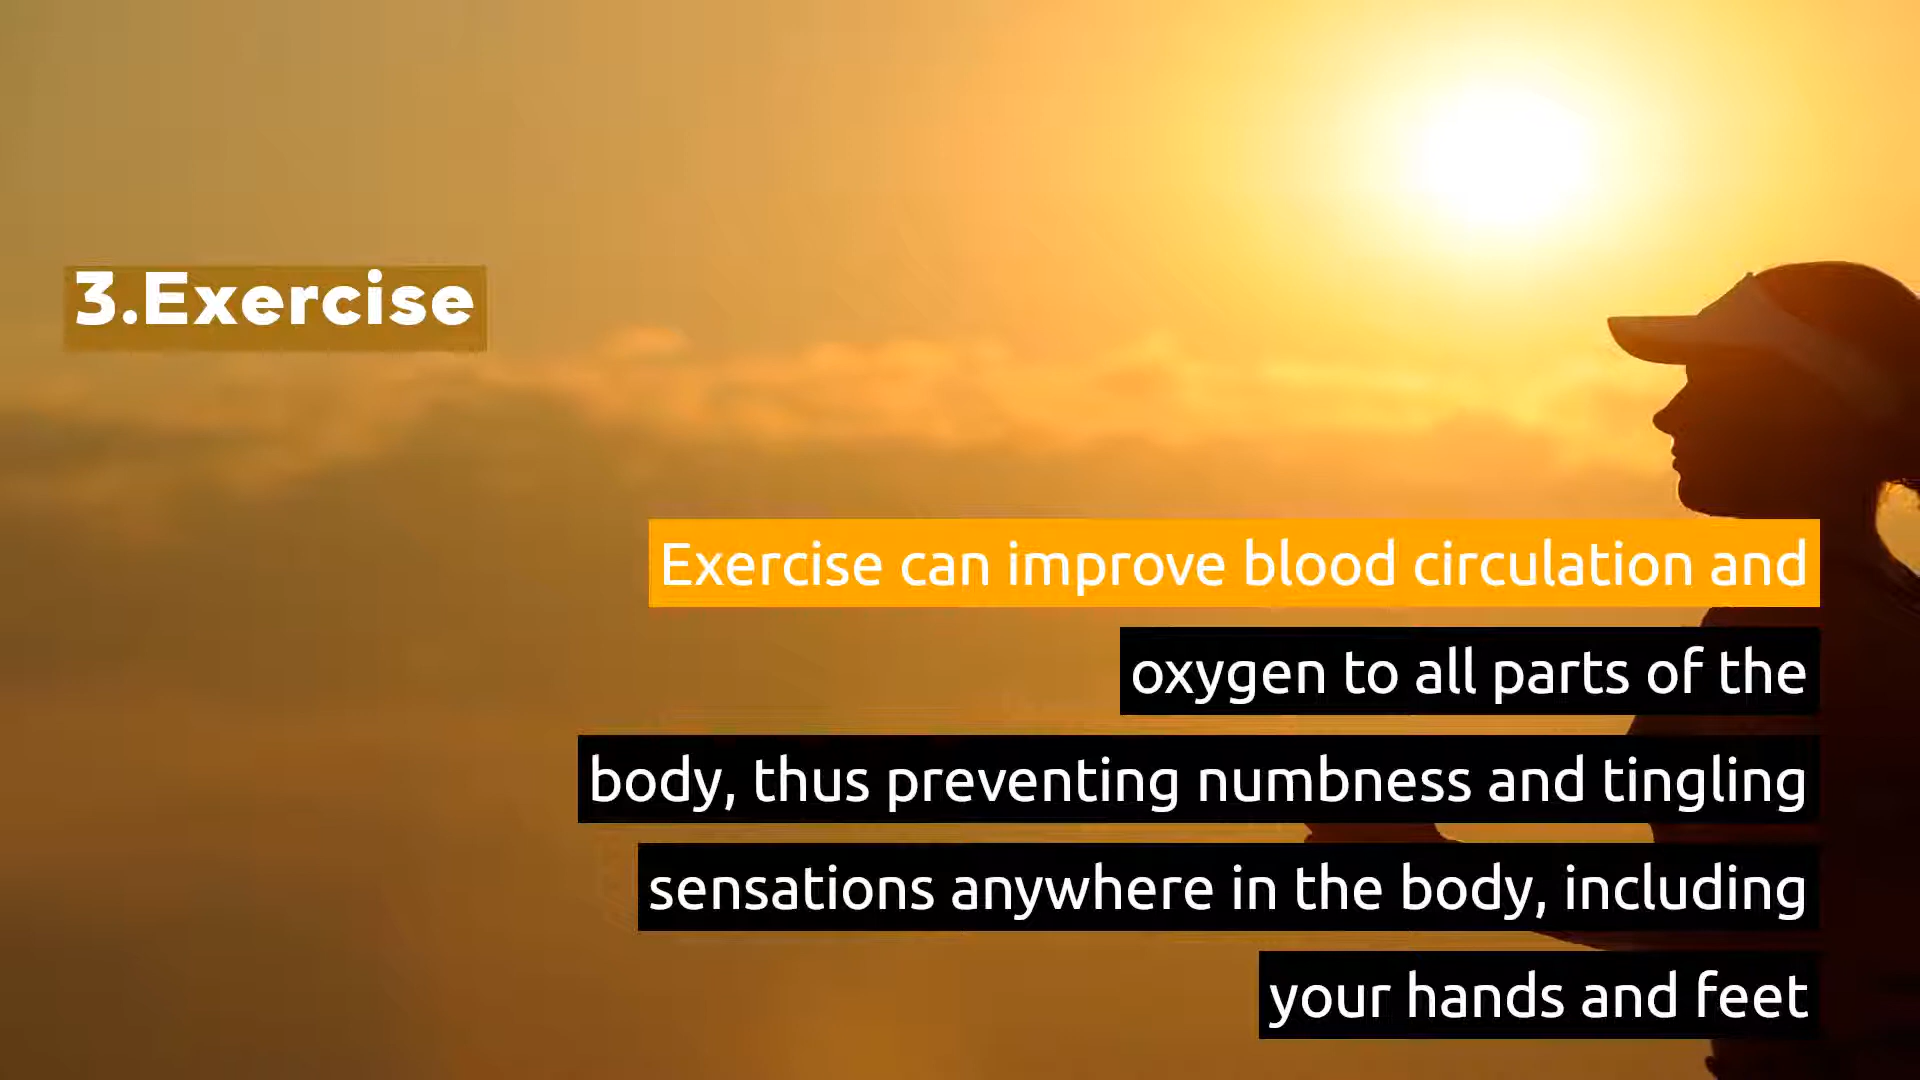 3.Exercise
Exercise can improve blood circulation and
oxygen to all parts of the
body, thus preventing numbness and tingling
sensations anywhere in the body, including
your hands and feet